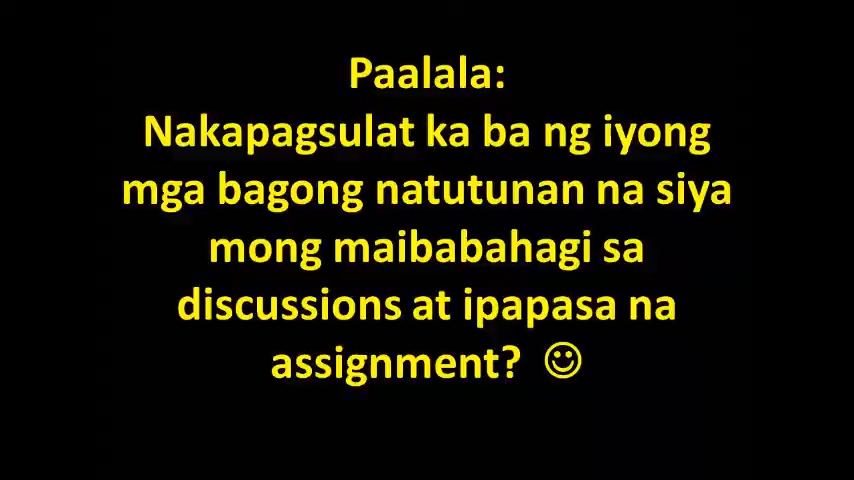 Paalala:
Nakapagsulat ka ba ng iyong
mga bagong natutunan na siya
mong maibabahagi sa
discussions at ipapasa na
assignment? ☺